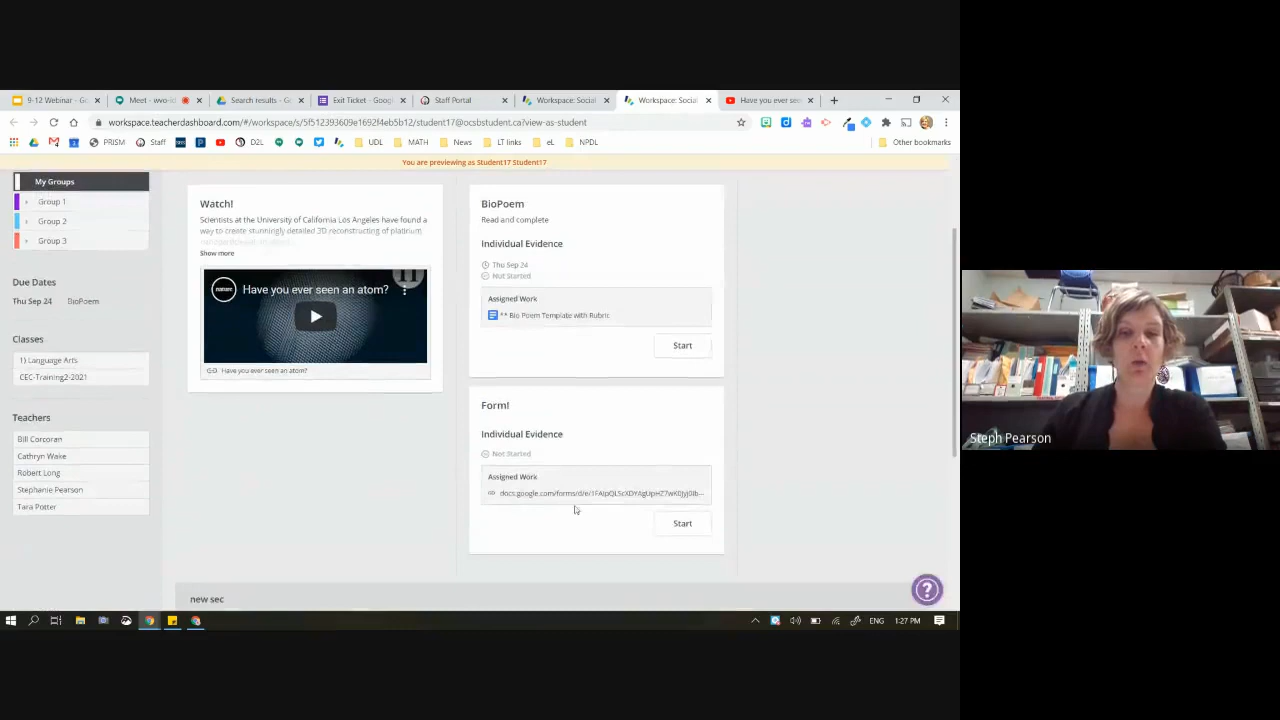 9-12 Webinar - Go
Meet - wvo-id
Search results - G
Exit Ticket - Googl
Staff Portal
Workspace: Social
Workspace: Social
Have you ever see
workspace.teacherdashboard.com/#/workspace/s/5f512393609e1692f4eb5b12/student17@ocsbstudent.ca?view-as-student
PRISM
Staff
D2L
UDL
MATH
News
LT links
eL
NPDL
Other bookmarks
You are previewing as Student17 Student17
My Groups
Group 1
Group 2
Group 3
Due Dates
Thu Sep 24 BioPoem
Classes
1) Language Arts
CEC-Training2-2021
Teachers
Bill Corcoran
Cathryn Wake
Robert Long
Stephanie Pearson
Tara Potter
Watch!
Scientists at the University of California Los Angeles have found a
way to create stunningly detailed 3D reconstructing of platinum
Show more
nature
Have you ever seen an atom?
Have you ever seen an atom?
BioPoem
Read and complete
Individual Evidence
Thu Sep 24
Not Started
Assigned Work
** Bio Poem Template with Rubric
Start
Form!
Individual Evidence
Not Started
Assigned Work
Start
new sec
?
ENG
1:27 PM
Steph Pearson